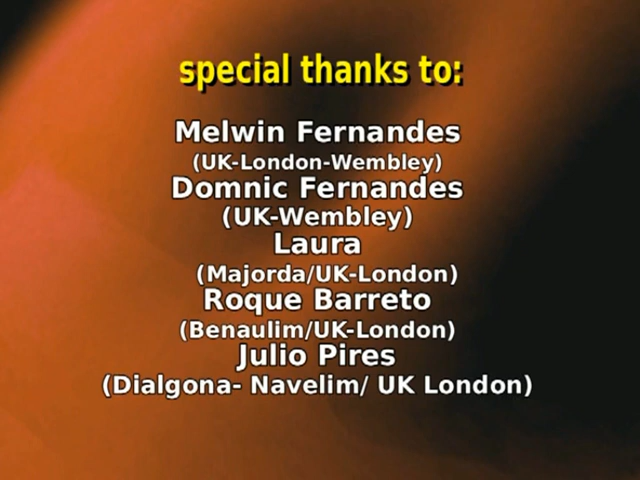 special thanks to:
Melwin Fernandes
(UK-London-Wembley)
Domnic Fernandes
(UK-Wembley)
Laura
(Majorda/UK-London)
Roque Barreto
(Benaulim/UK-London)
Julio Pires
(Dialgona- Navelim/ UK London)